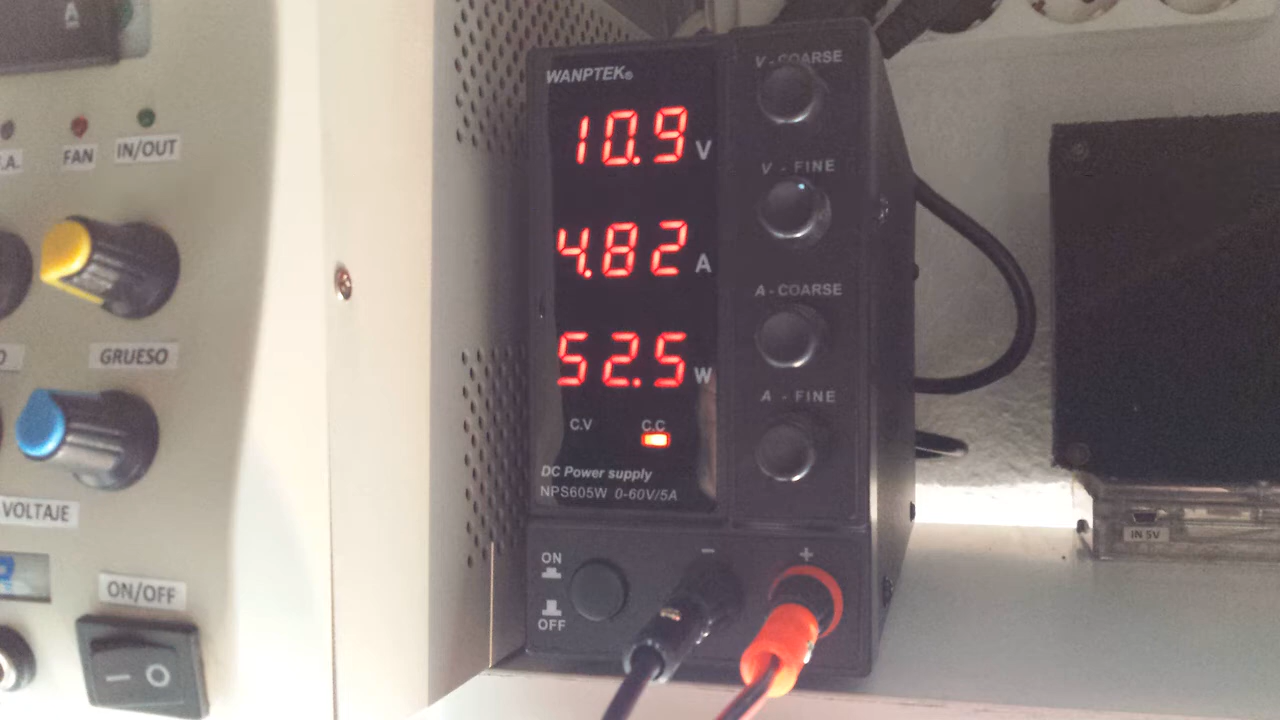 A
FAN
IN/OUT
GRUESO
VOLTAJE
ON/OFF
WANPTEK®
10.9 V
4.82 A
52.5 W
C.V C.C
DC Power supply
NPS605W 0-60V/5A
V - COARSE
V - FINE
A - COARSE
A - FINE
ON
OFF
- +
IN 5V